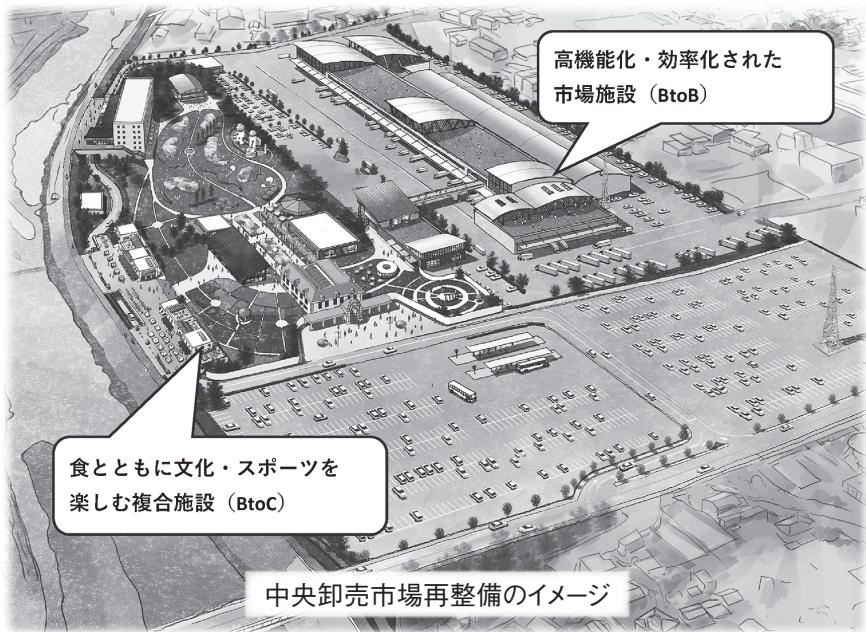 高機能化・効率化された
市場施設（BtoB）
食とともに文化・スポーツを
楽しむ複合施設（BtoC）
中央卸売市場再整備のイメージ